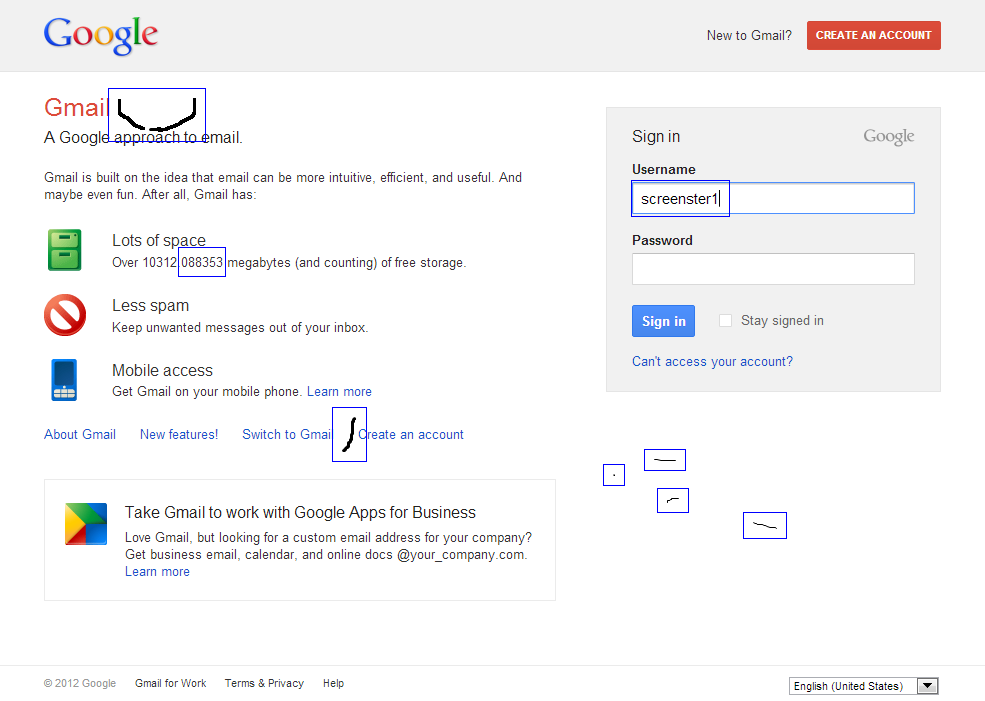 Google
New to Gmail? CREATE AN ACCOUNT
Gmail
A Google approach to email.
Gmail is built on the idea that email can be more intuitive, efficient, and useful. And
maybe even fun. After all, Gmail has:
Lots of space
Over 10312.088353 megabytes (and counting) of free storage.
Less spam
Keep unwanted messages out of your inbox.
Mobile access
Get Gmail on your mobile phone. Learn more
About Gmail New features! Switch to Gmail Create an account
Take Gmail to work with Google Apps for Business
Love Gmail, but looking for a custom email address for your company?
Get business email, calendar, and online docs @your_company.com.
Learn more
Sign in Google
Username
screenster1
Password
Sign in Stay signed in
Can't access your account?
© 2012 Google Gmail for Work Terms & Privacy Help English (United States)